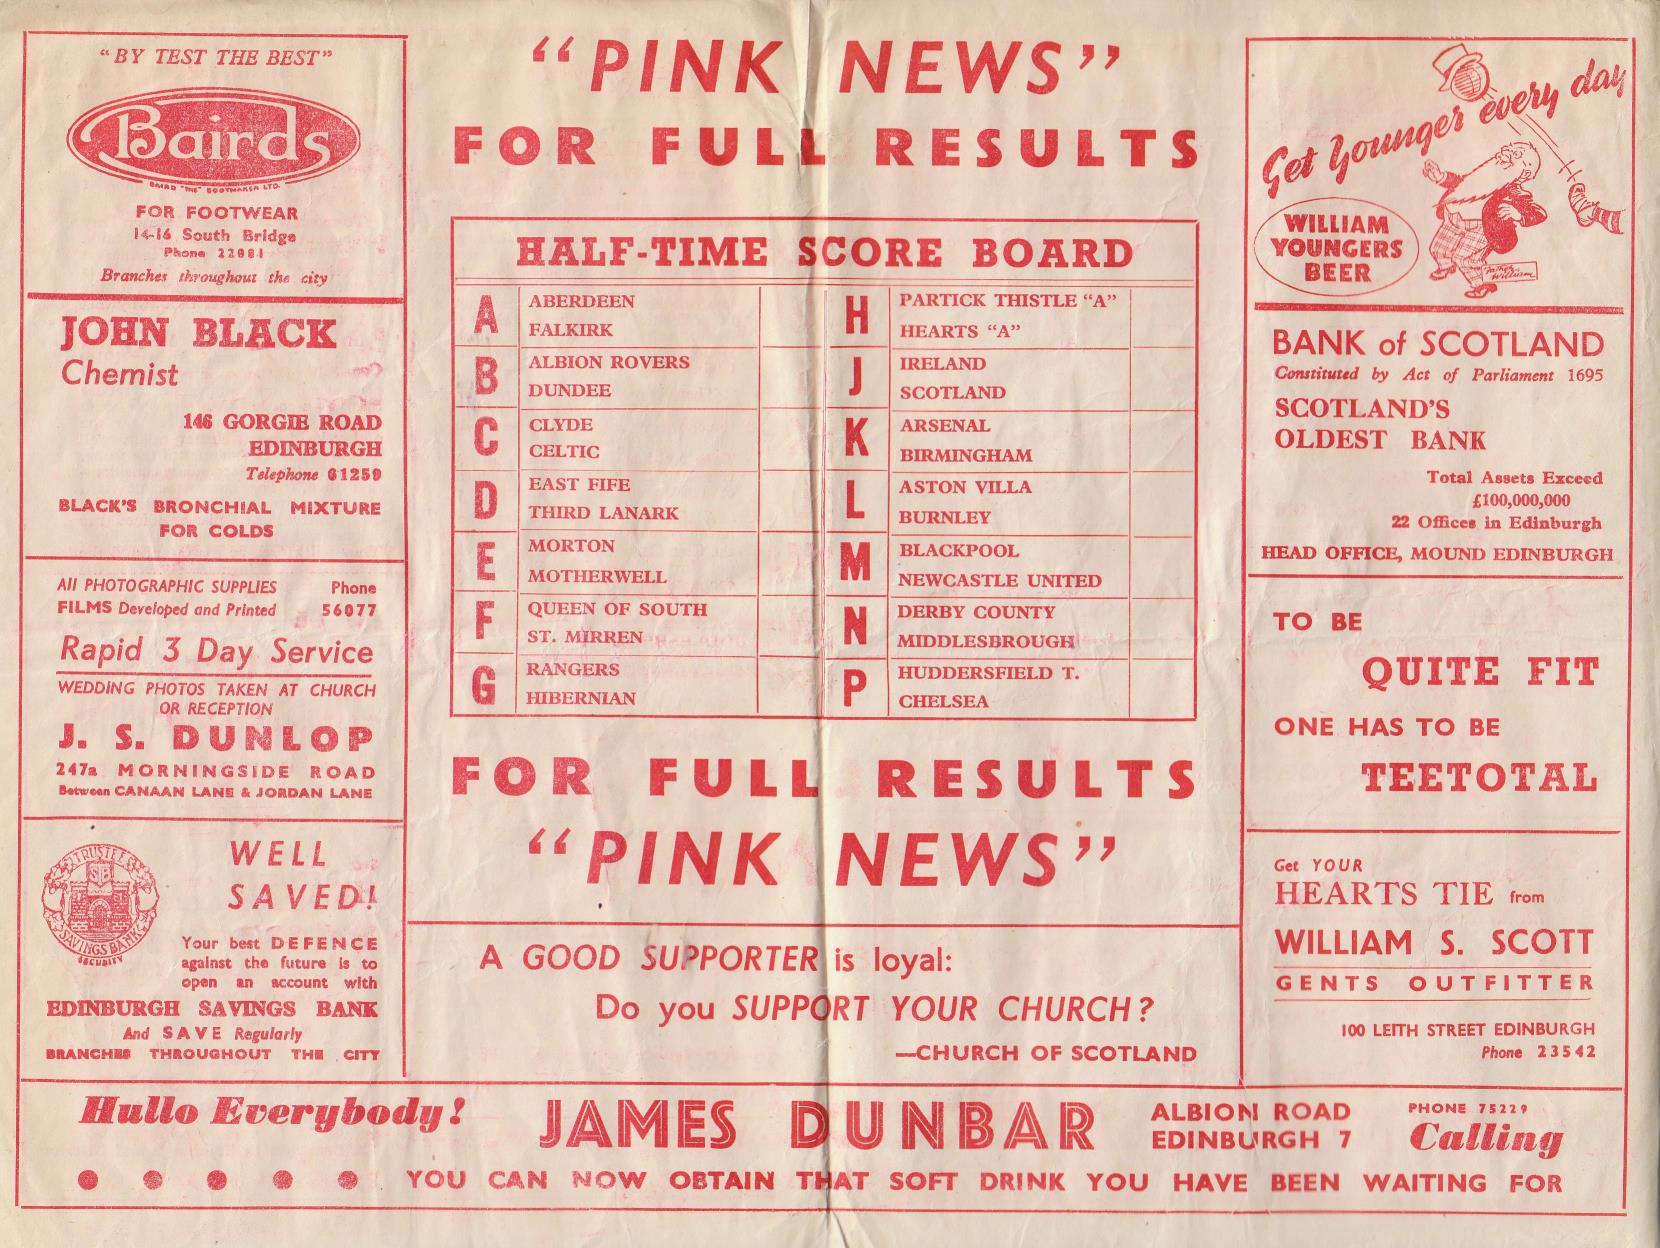 "BY TEST THE BEST"
Bairds
BAIRD "THE" BOOTMAKER LTD.
FOR FOOTWEAR
14-16 South Bridge
Phone 22981
Branches throughout the city
JOHN BLACK
Chemist
146 GORGIE ROAD
EDINBURGH
Telephone 61259
BLACK'S BRONCHIAL MIXTURE
FOR COLDS
All PHOTOGRAPHIC SUPPLIES Phone
FILMS Developed and Printed 56077
Rapid 3 Day Service
WEDDING PHOTOS TAKEN AT CHURCH
OR RECEPTION
J. S. DUNLOP
247a MORNINGSIDE ROAD
Between CANAAN LANE & JORDAN LANE
TRUSTEE
SB
SAVINGS BANK
SECURITY
WELL
SAVED!
Your best DEFENCE
against the future is to
open an account with
EDINBURGH SAVINGS BANK
And SAVE Regularly
BRANCHES THROUGHOUT THE CITY
"PINK NEWS"
FOR FULL RESULTS
HALF-TIME SCORE BOARD
A ABERDEEN
FALKIRK
B ALBION ROVERS
DUNDEE
C CLYDE
CELTIC
D EAST FIFE
THIRD LANARK
E MORTON
MOTHERWELL
F QUEEN OF SOUTH
ST. MIRREN
G RANGERS
HIBERNIAN
H PARTICK THISTLE "A"
HEARTS "A"
J IRELAND
SCOTLAND
K ARSENAL
BIRMINGHAM
L ASTON VILLA
BURNLEY
M BLACKPOOL
NEWCASTLE UNITED
N DERBY COUNTY
MIDDLESBROUGH
P HUDDERSFIELD T.
CHELSEA
FOR FULL RESULTS
"PINK NEWS"
A GOOD SUPPORTER is loyal:
Do you SUPPORT YOUR CHURCH?
—CHURCH OF SCOTLAND
Get Younger every day
WILLIAM
YOUNGERS
BEER
Father
William
BANK of SCOTLAND
Constituted by Act of Parliament 1695
SCOTLAND'S
OLDEST BANK
Total Assets Exceed
£100,000,000
22 Offices in Edinburgh
HEAD OFFICE, MOUND EDINBURGH
TO BE
QUITE FIT
ONE HAS TO BE
TEETOTAL
Get YOUR
HEARTS TIE from
WILLIAM S. SCOTT
GENTS OUTFITTER
100 LEITH STREET EDINBURGH
Phone 23542
Hullo Everybody! JAMES DUNBAR ALBION ROAD
EDINBURGH 7
PHONE 75229
Calling
YOU CAN NOW OBTAIN THAT SOFT DRINK YOU HAVE BEEN WAITING FOR